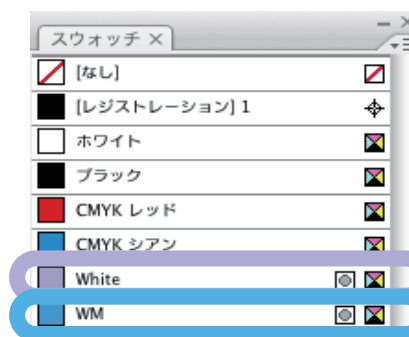 スウォッチ ×
[なし]
[レジストレーション] 1
ホワイト
ブラック
CMYK レッド
CMYK シアン
White
WM